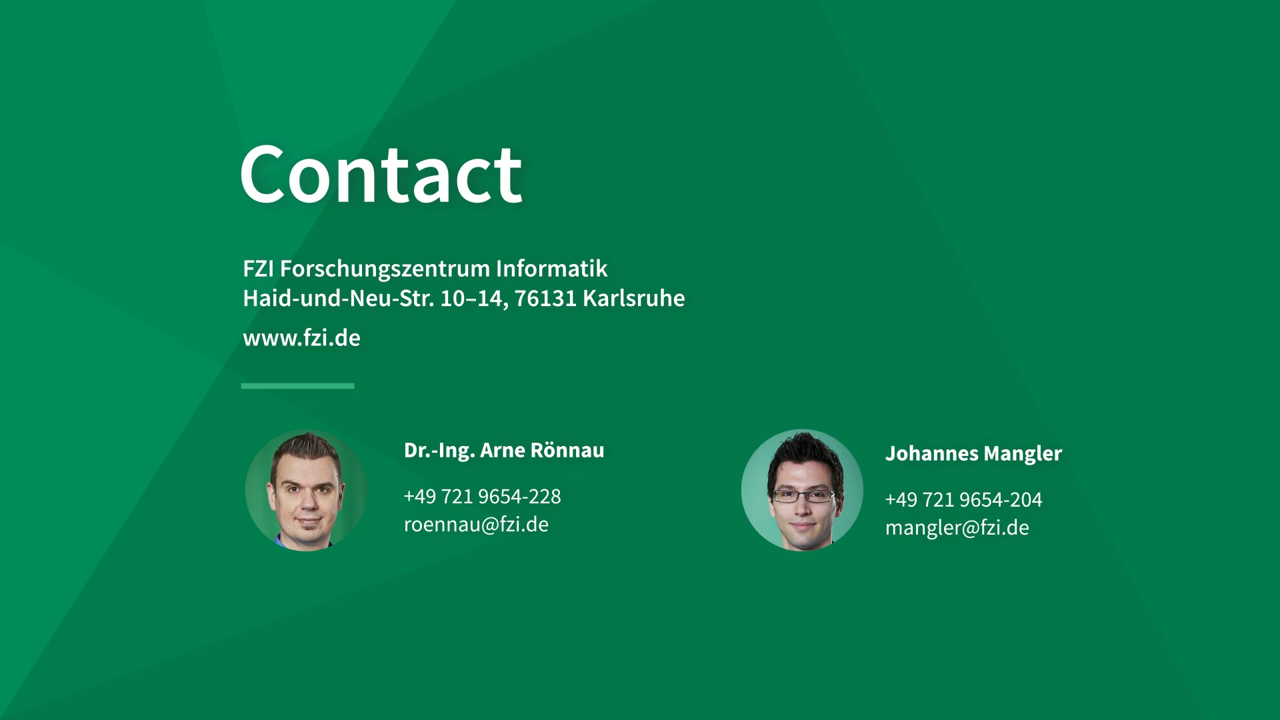 Contact
FZI Forschungszentrum Informatik
Haid-und-Neu-Str. 10–14, 76131 Karlsruhe
www.fzi.de
Dr.-Ing. Arne Rönnau
+49 721 9654-228
roennau@fzi.de
Johannes Mangler
+49 721 9654-204
mangler@fzi.de